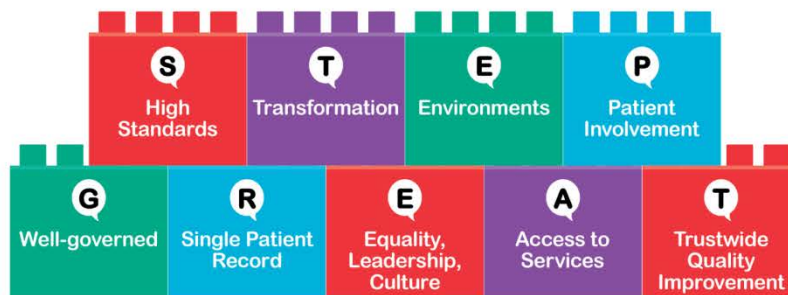 S
High
Standards
T
Transformation
E
Environments
P
Patient
Involvement
G
Well-governed
R
Single Patient
Record
E
Equality,
Leadership,
Culture
A
Access to
Services
T
Trustwide
Quality
Improvement